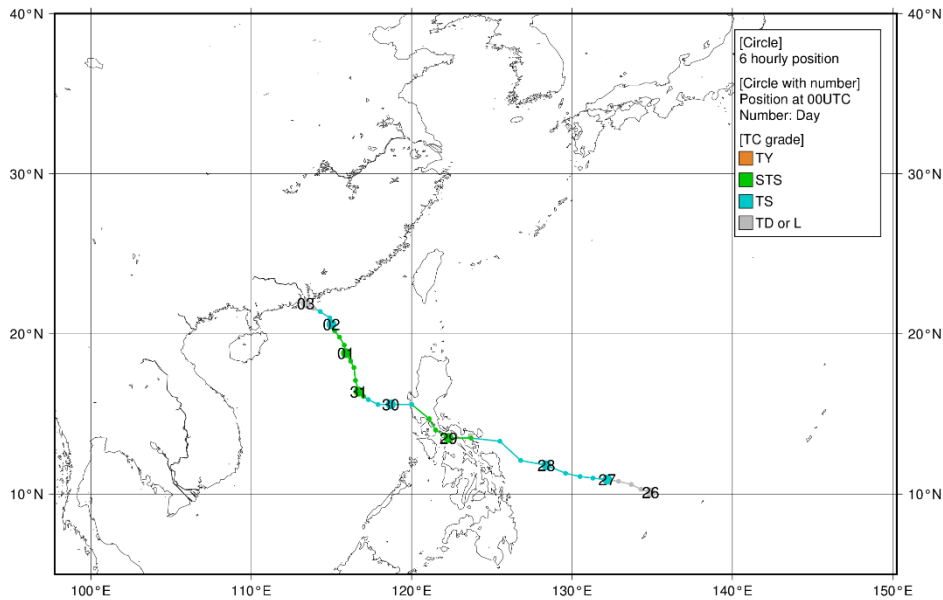 40°N
40°N
[Circle]
6 hourly position
[Circle with number]
Position at 00UTC
Number: Day
[TC grade]
TY
STS
TS
TD or L
30°N
30°N
03
02
20°N
20°N
01
31
30
29
28
27
26
10°N
10°N
100°E
110°E
120°E
130°E
140°E
150°E